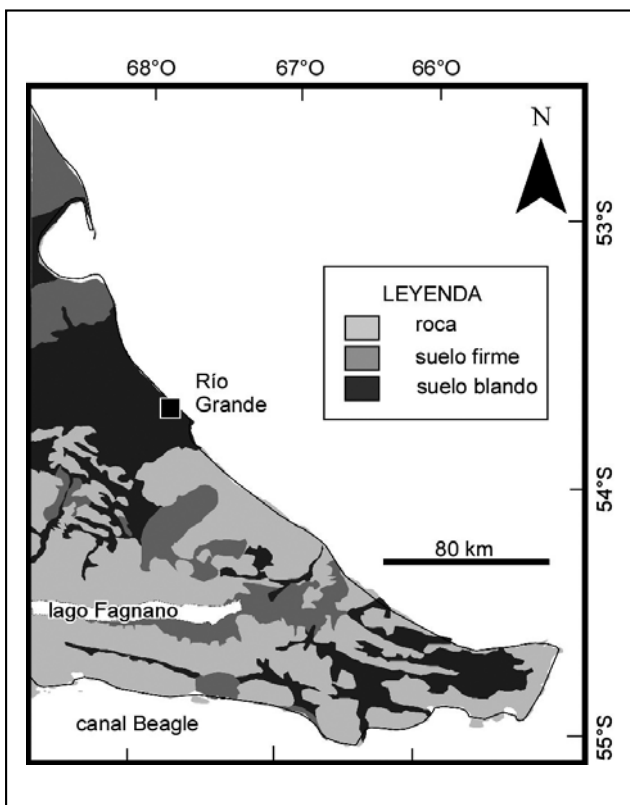 68°O 67°O 66°O
N
53°S
LEYENDA
roca
suelo firme
suelo blando
Río
Grande
54°S
80 km
lago Fagnano
canal Beagle
55°S